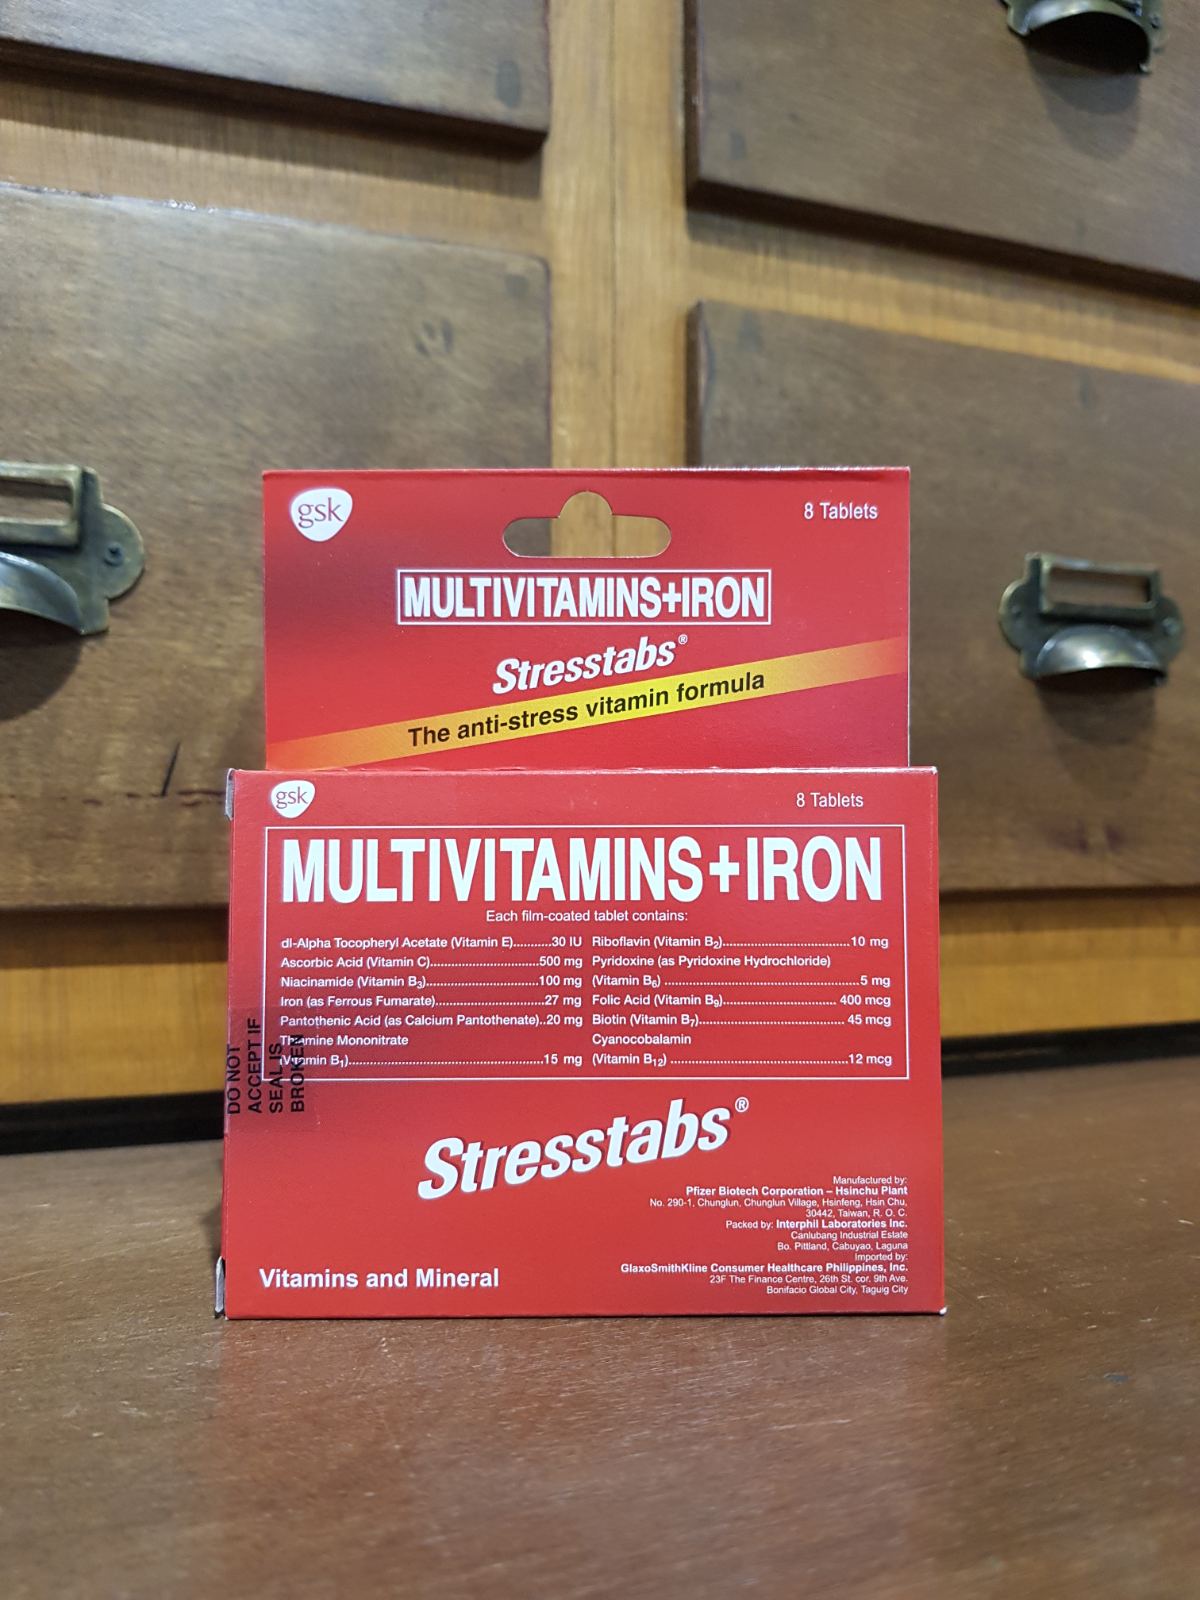 gsk
8 Tablets
MULTIVITAMINS+IRON
Stresstabs®
The anti-stress vitamin formula
gsk
8 Tablets
MULTIVITAMINS+IRON
Each film-coated tablet contains:
dl-Alpha Tocopheryl Acetate (Vitamin E)...........30 IU
Ascorbic Acid (Vitamin C)...............................500 mg
Niacinamide (Vitamin B3)................................100 mg
Iron (as Ferrous Fumarate)...............................27 mg
Pantothenic Acid (as Calcium Pantothenate)..20 mg
Thiamine Mononitrate
(Vitamin B1)......................................................15 mg
Riboflavin (Vitamin B2)....................................10 mg
Pyridoxine (as Pyridoxine Hydrochloride)
(Vitamin B6) ........................................................5 mg
Folic Acid (Vitamin B9)................................ 400 mcg
Biotin (Vitamin B7)......................................... 45 mcg
Cyanocobalamin
(Vitamin B12) ..................................................12 mcg
DO NOT
ACCEPT IF
SEAL IS
BROKEN
Stresstabs®
Manufactured by:
Pfizer Biotech Corporation – Hsinchu Plant
No. 290-1, Chunglun, Chunglun Village, Hsinfeng, Hsin Chu,
30442, Taiwan, R. O. C.
Packed by: Interphil Laboratories Inc.
Canlubang Industrial Estate
Bo. Pittland, Cabuyao, Laguna
Imported by:
GlaxoSmithKline Consumer Healthcare Philippines, Inc.
23F The Finance Centre, 26th St. cor. 9th Ave.
Bonifacio Global City, Taguig City
Vitamins and Mineral